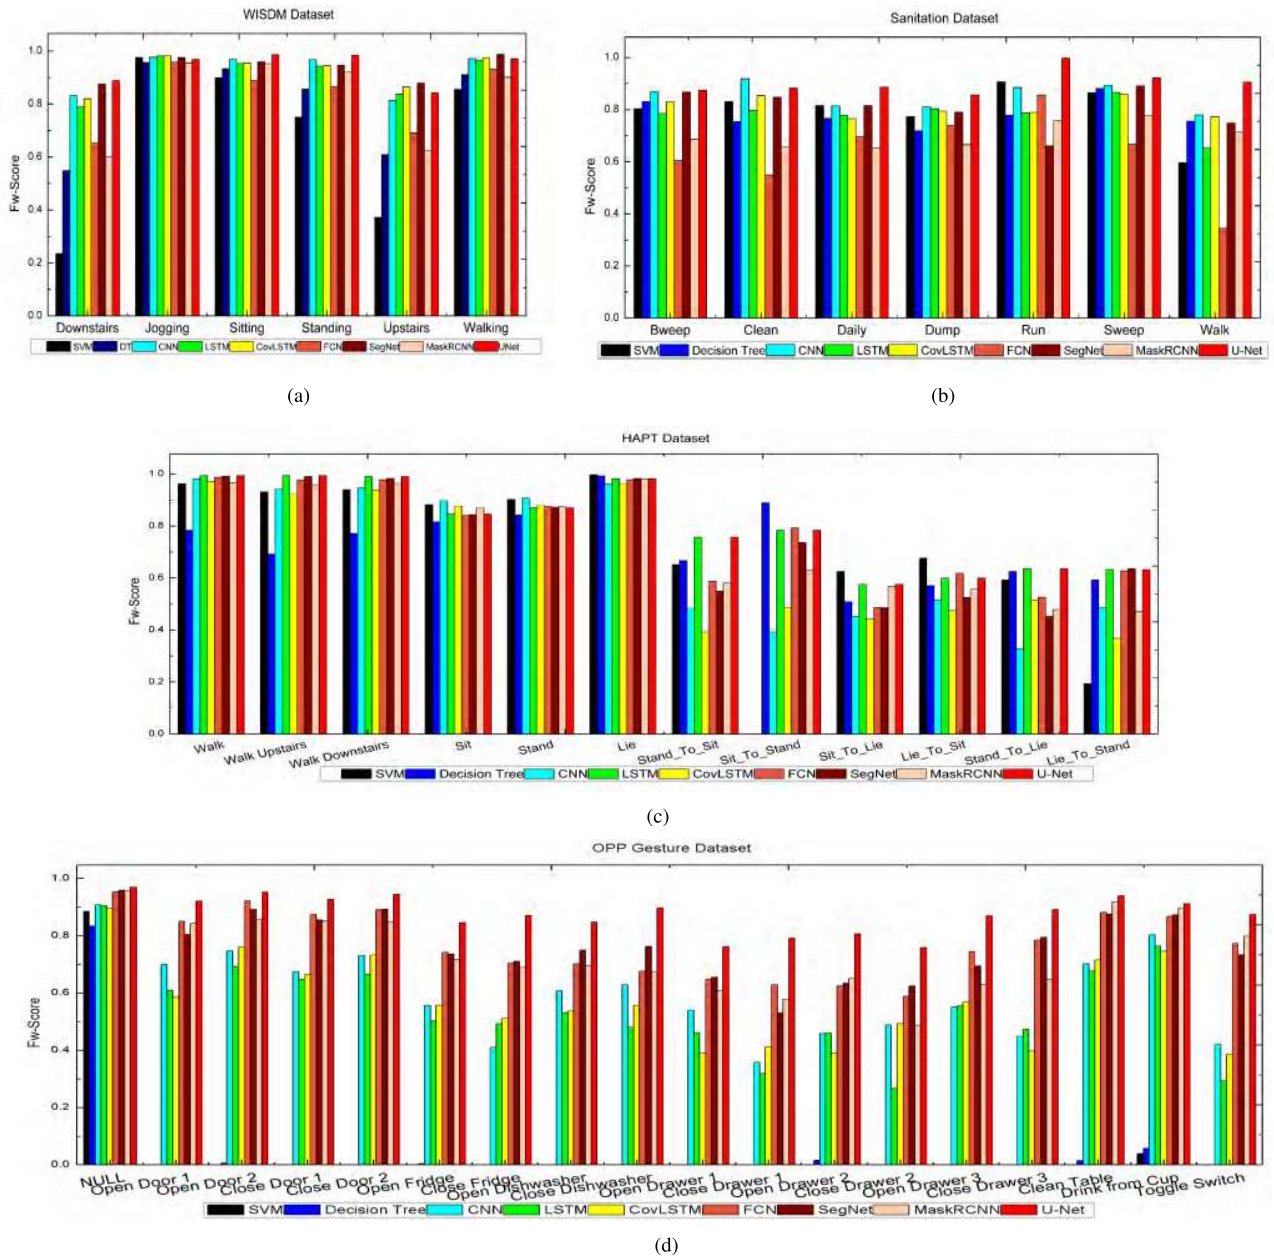 WISDM Dataset
1.0
0.8
0.6
0.4
0.2
0.0
Fw-Score
Downstairs Jogging Sitting Standing Upstairs Walking
SVM DT CNN LSTM CovLSTM FCN SegNet MaskRCNN UNet
(a)
Sanitation Dataset
1.0
0.8
0.6
0.4
0.2
0.0
Fw-Score
Bweep Clean Daily Dump Run Sweep Walk
SVM Decision Tree CNN LSTM CovLSTM FCN SegNet MaskRCNN U-Net
(b)
HAPT Dataset
1.0
0.8
0.6
0.4
0.2
0.0
Fw-Score
Walk Walk Upstairs Walk Downstairs Sit Stand Lie Stand_To_Sit Sit_To_Stand Sit_To_Lie Lie_To_Sit Stand_To_Lie Lie_To_Stand
SVM Decision Tree CNN LSTM CovLSTM FCN SegNet MaskRCNN U-Net
(c)
OPP Gesture Dataset
1.0
0.8
0.6
0.4
0.2
0.0
Fw-Score
NULL Open Door 1 Open Door 2 Close Door 1 Close Door 2 Open Fridge Close Fridge Open Dishwasher Close Dishwasher Open Drawer 1 Close Drawer 1 Open Drawer 2 Close Drawer 2 Open Drawer 3 Close Drawer 3 Clean Table Drink from Cup Toggle Switch
SVM Decision Tree CNN LSTM CovLSTM FCN SegNet MaskRCNN U-Net
(d)